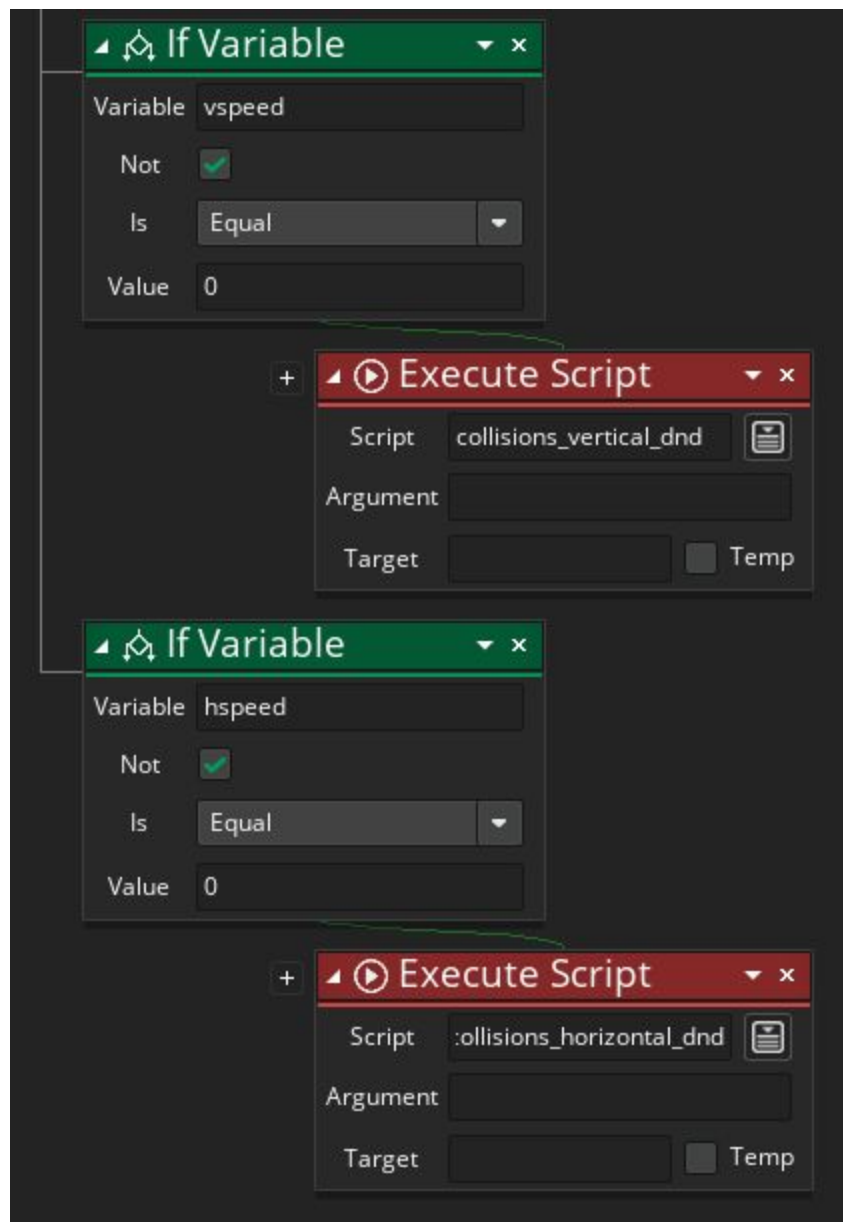 If Variable
Variable vspeed
Not
Is Equal
Value 0
Execute Script
Script collisions_vertical_dnd
Argument
Target Temp
If Variable
Variable hspeed
Not
Is Equal
Value 0
Execute Script
Script :ollisions_horizontal_dnd
Argument
Target Temp